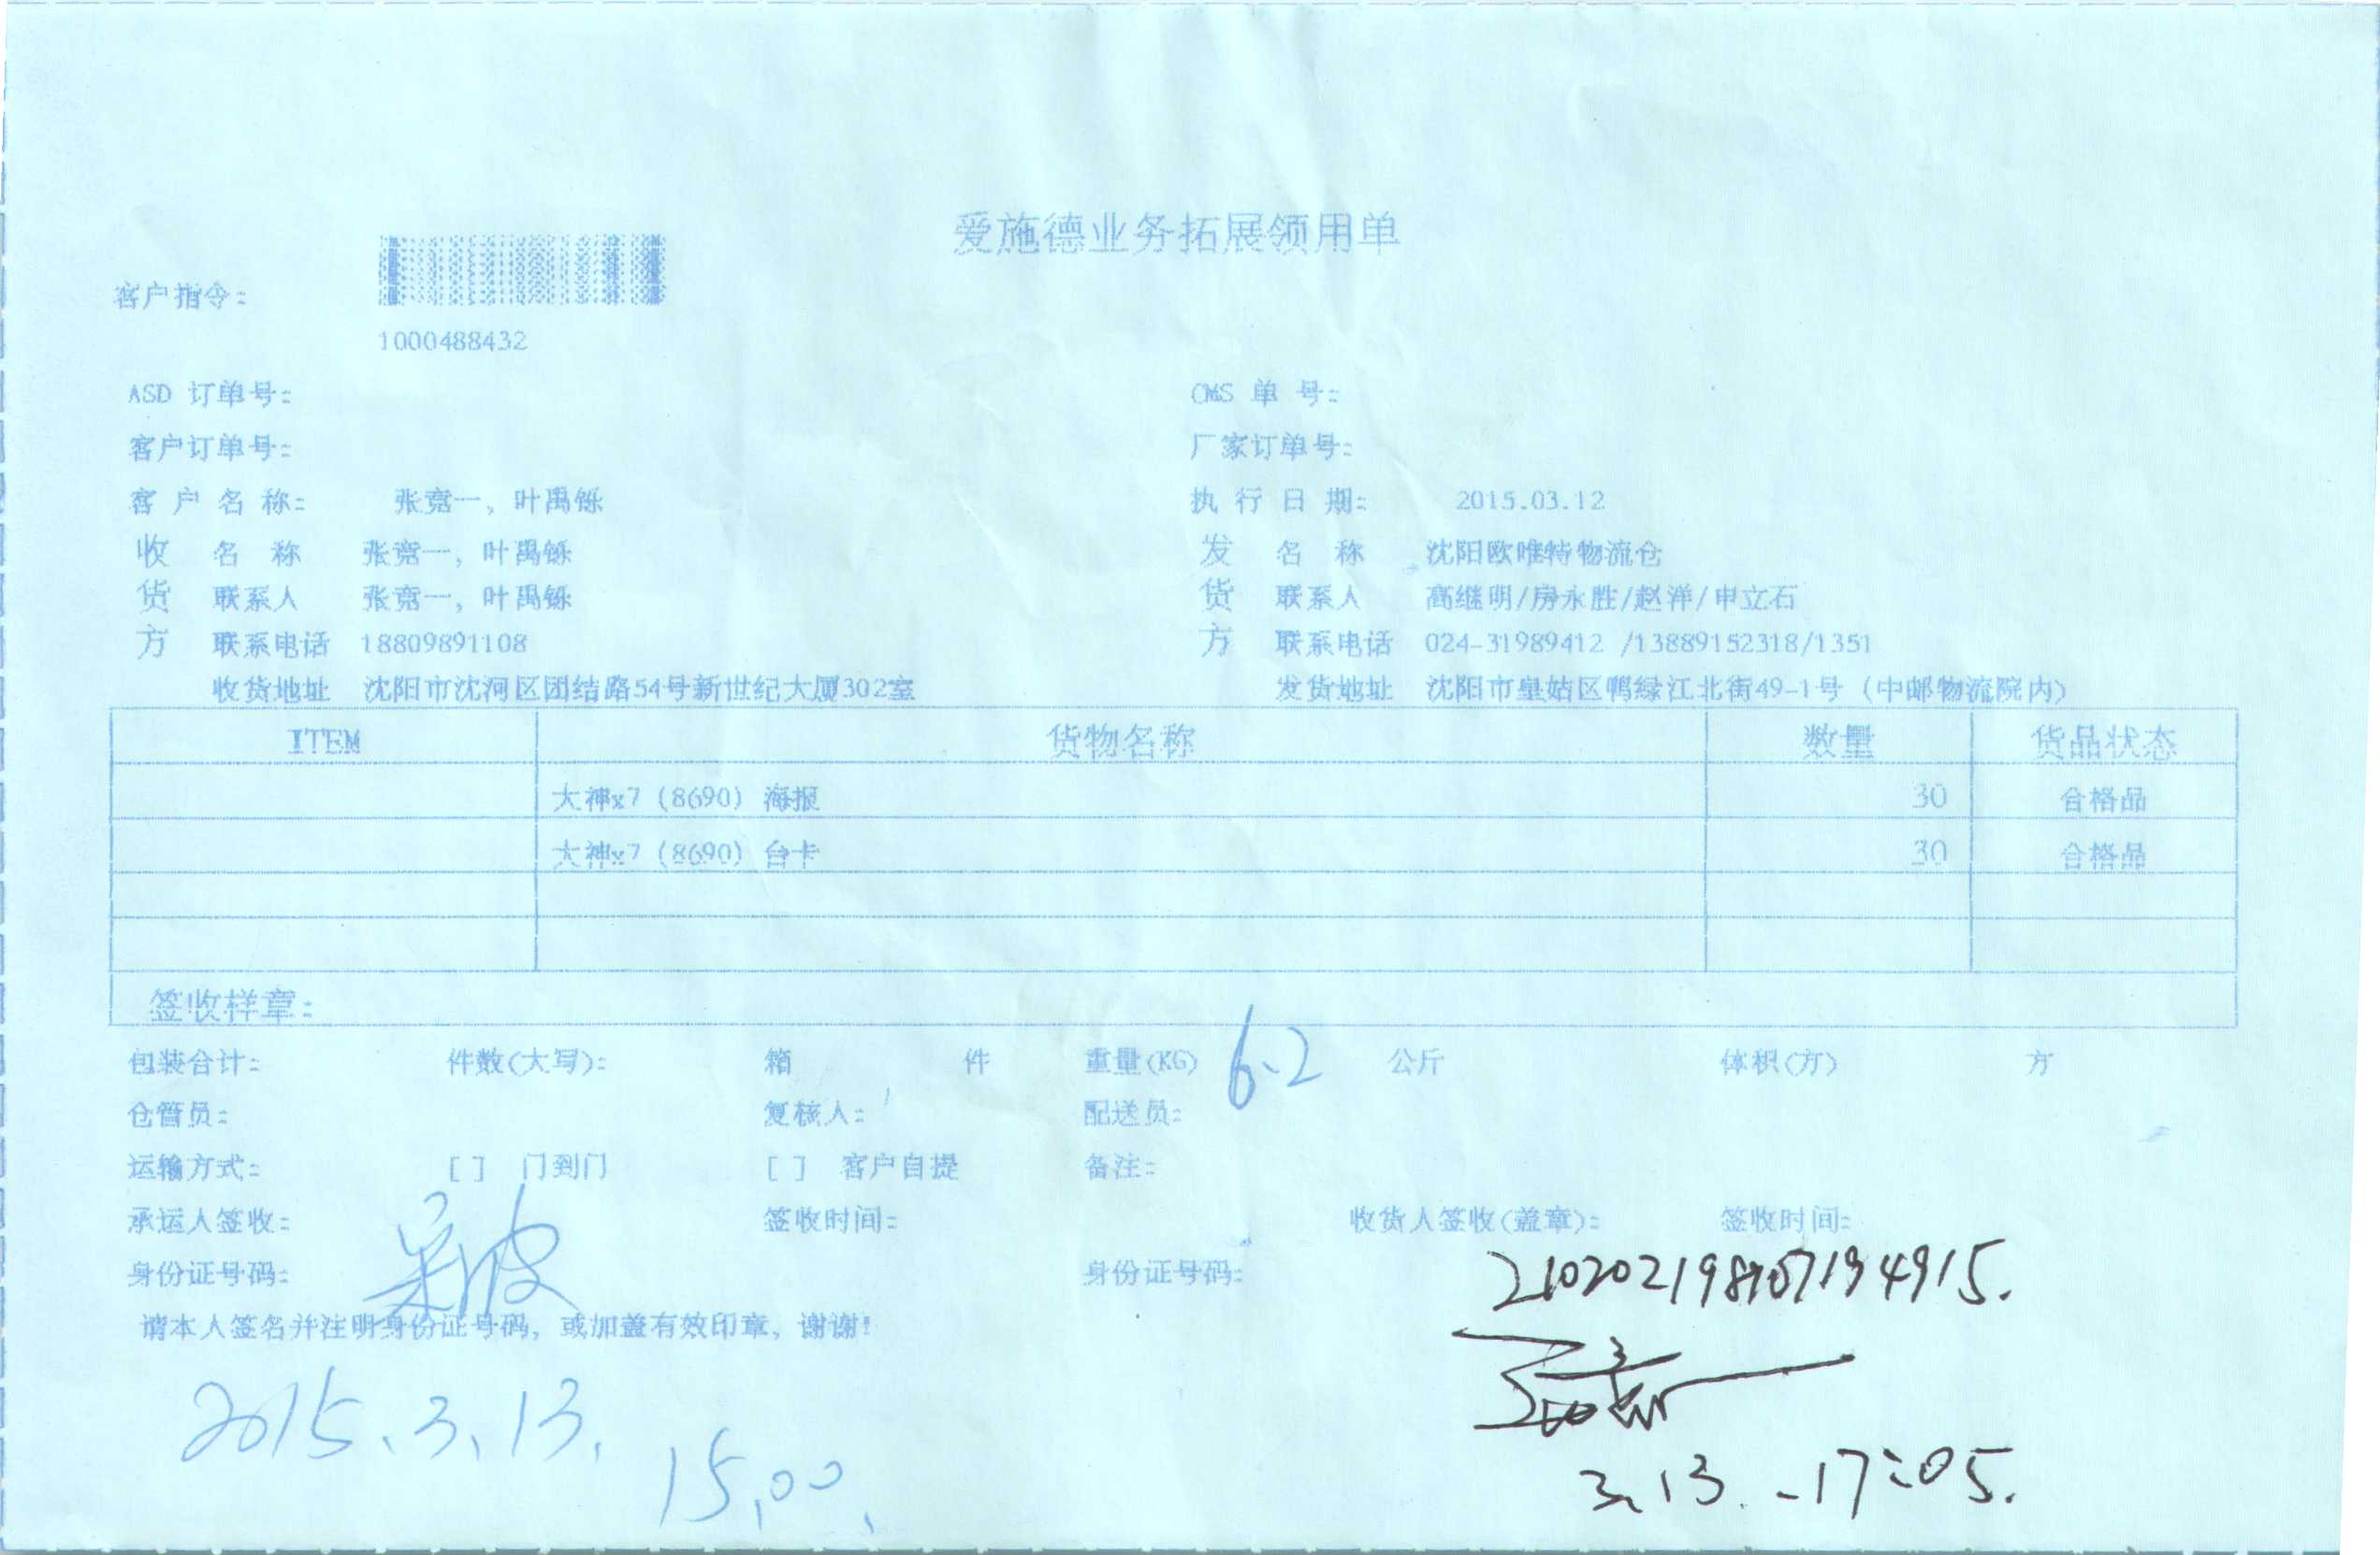 爱施德业务拓展领用单
客户指令:
1000488432
ASD 订单号: CMS 单 号:
客户订单号: 厂家订单号:
客 户 名 称: 张竞一, 叶禹铄 执 行 日 期: 2015.03.12
收 名 称 张竞一, 叶禹铄 发 名 称 沈阳欧唯特物流仓
货 联系人 张竞一, 叶禹铄 货 联系人 高继明/房永胜/赵洋/申立石
方 联系电话 18809891108 方 联系电话 024-31989412 /13889152318/1351
收货地址 沈阳市沈河区团结路54号新世纪大厦302室 发货地址 沈阳市皇姑区鸭绿江北街49-1号 (中邮物流院内)
ITEM 货物名称 数量 货品状态
大神x7 (8690) 海报 30 合格品
大神x7 (8690) 台卡 30 合格品
签收样章:
包装合计: 件数(大写): 箱 件 重量(KG) 6.2 公斤 体积(方) 方
仓管员: 复核人: 配送员:
运输方式: [ ] 门到门 [ ] 客户自提 备注:
承运人签收: 签收时间: 收货人签收(盖章): 签收时间:
身份证号码: 身份证号码:
请本人签名并注明身份证号码, 或加盖有效印章, 谢谢!
2015.3.13.
15.00.
3.13.-17:05.